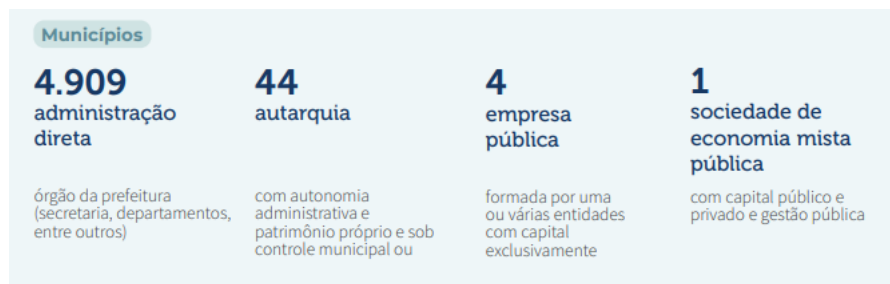 Municípios
4.909
administração
direta
órgão da prefeitura
(secretaria, departamentos,
entre outros)
44
autarquia
com autonomia
administrativa e
patrimônio próprio e sob
controle municipal ou
4
empresa
pública
formada por uma
ou várias entidades
com capital
exclusivamente
1
sociedade de
economia mista
pública
com capital público e
privado e gestão pública